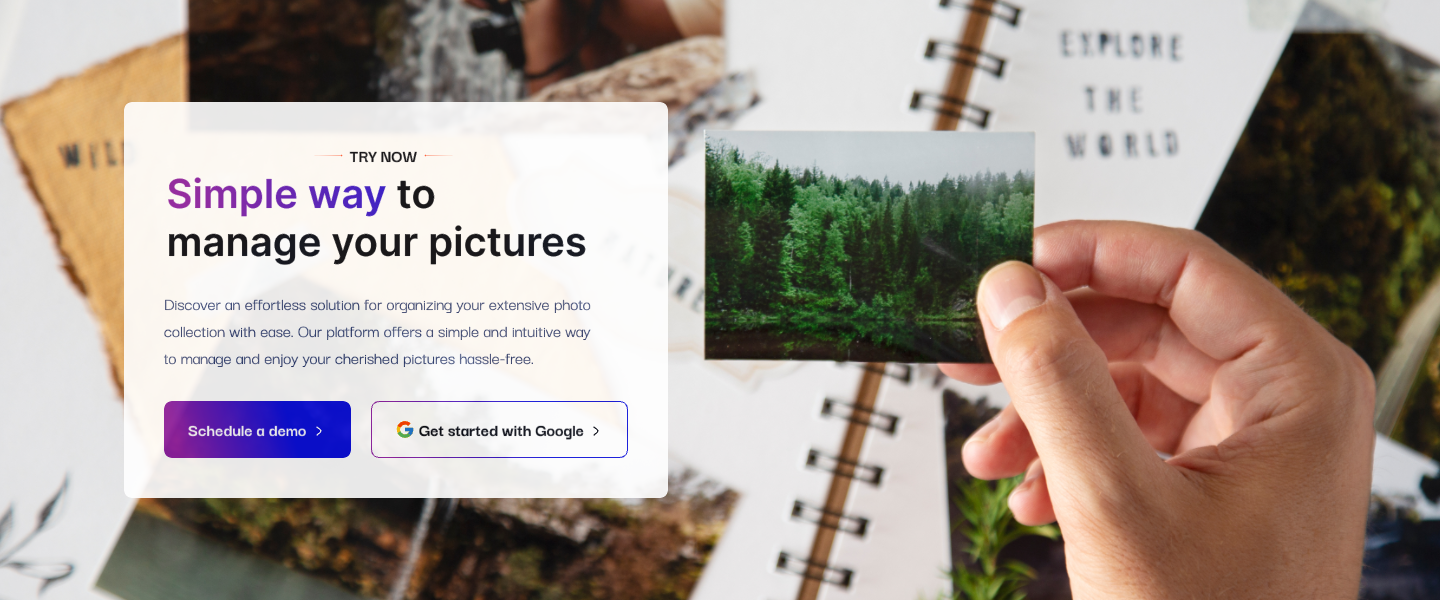 EXPLORE
THE
WORLD
WILD
TRY NOW
Simple way to
manage your pictures
Discover an effortless solution for organizing your extensive photo
collection with ease. Our platform offers a simple and intuitive way
to manage and enjoy your cherished pictures hassle-free.
Schedule a demo
Get started with Google